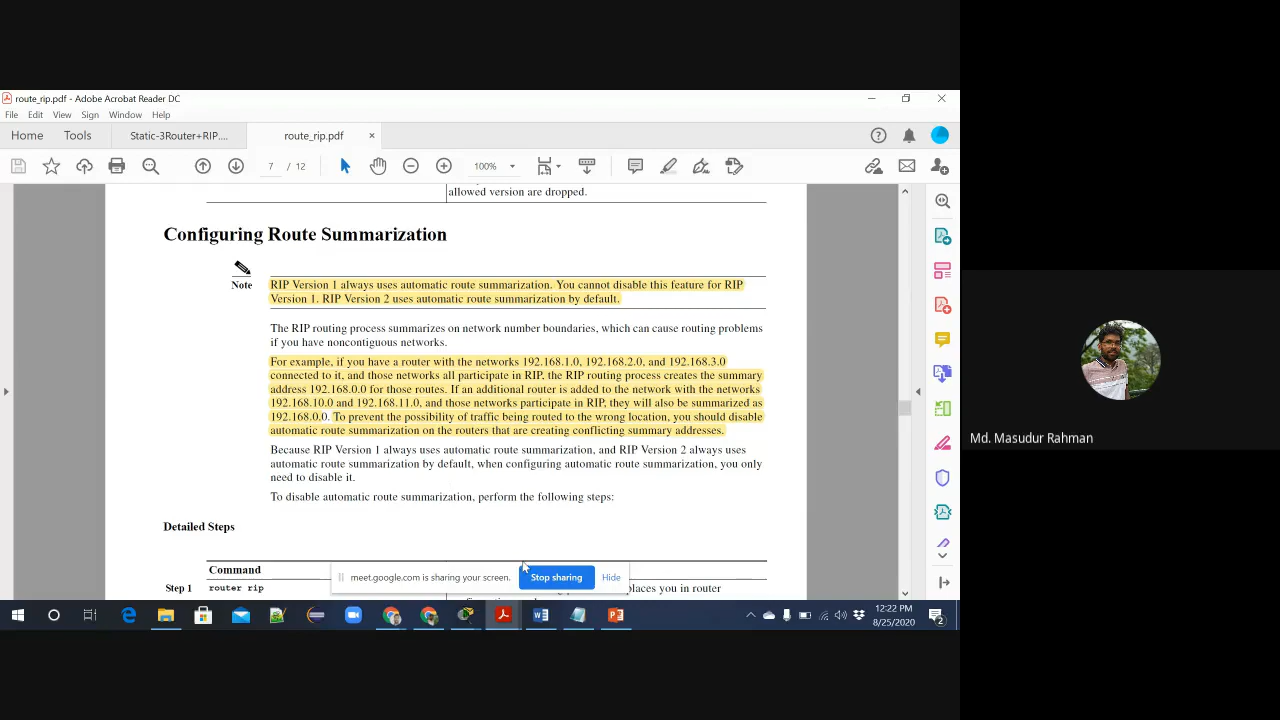 route_rip.pdf - Adobe Acrobat Reader DC
File Edit View Sign Window Help
Home Tools Static-3Router+RIP.... route_rip.pdf ×
7 / 12 100%
allowed version are dropped.
Configuring Route Summarization
Note RIP Version 1 always uses automatic route summarization. You cannot disable this feature for RIP
Version 1. RIP Version 2 uses automatic route summarization by default.
The RIP routing process summarizes on network number boundaries, which can cause routing problems
if you have noncontiguous networks.
For example, if you have a router with the networks 192.168.1.0, 192.168.2.0, and 192.168.3.0
connected to it, and those networks all participate in RIP, the RIP routing process creates the summary
address 192.168.0.0 for those routes. If an additional router is added to the network with the networks
192.168.10.0 and 192.168.11.0, and those networks participate in RIP, they will also be summarized as
192.168.0.0. To prevent the possibility of traffic being routed to the wrong location, you should disable
automatic route summarization on the routers that are creating conflicting summary addresses.
Because RIP Version 1 always uses automatic route summarization, and RIP Version 2 always uses
automatic route summarization by default, when configuring automatic route summarization, you only
need to disable it.
To disable automatic route summarization, perform the following steps:
Detailed Steps
Command
Step 1 router rip places you in router
meet.google.com is sharing your screen. Stop sharing Hide
12:22 PM
8/25/2020
2
Md. Masudur Rahman